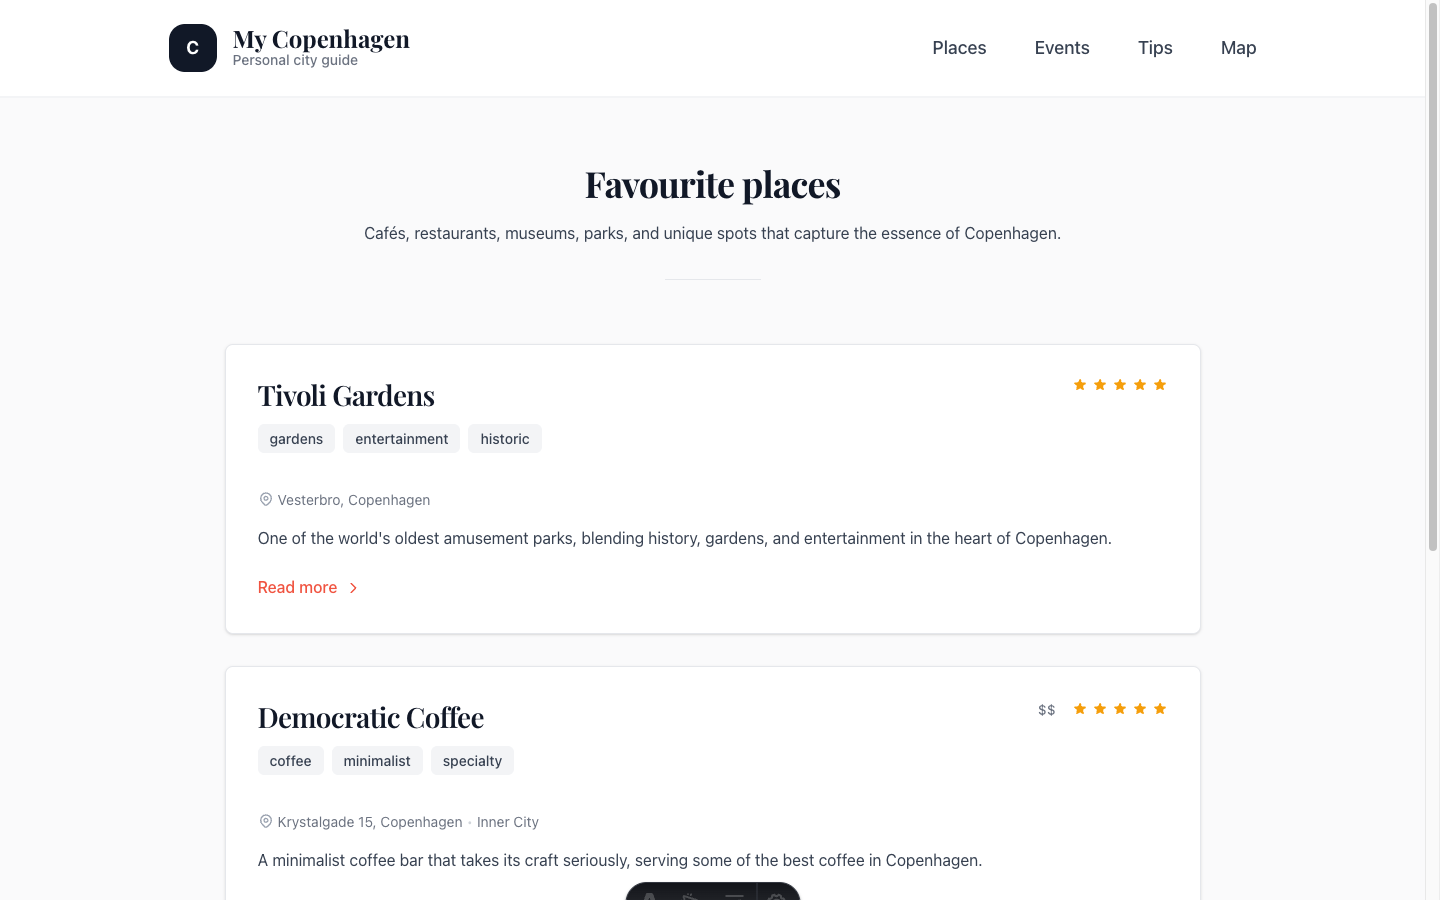 C
My Copenhagen
Personal city guide
Places
Events
Tips
Map
Favourite places
Cafés, restaurants, museums, parks, and unique spots that capture the essence of Copenhagen.
Tivoli Gardens
gardens
entertainment
historic
Vesterbro, Copenhagen
One of the world's oldest amusement parks, blending history, gardens, and entertainment in the heart of Copenhagen.
Read more
Democratic Coffee
$$
coffee
minimalist
specialty
Krystalgade 15, Copenhagen · Inner City
A minimalist coffee bar that takes its craft seriously, serving some of the best coffee in Copenhagen.